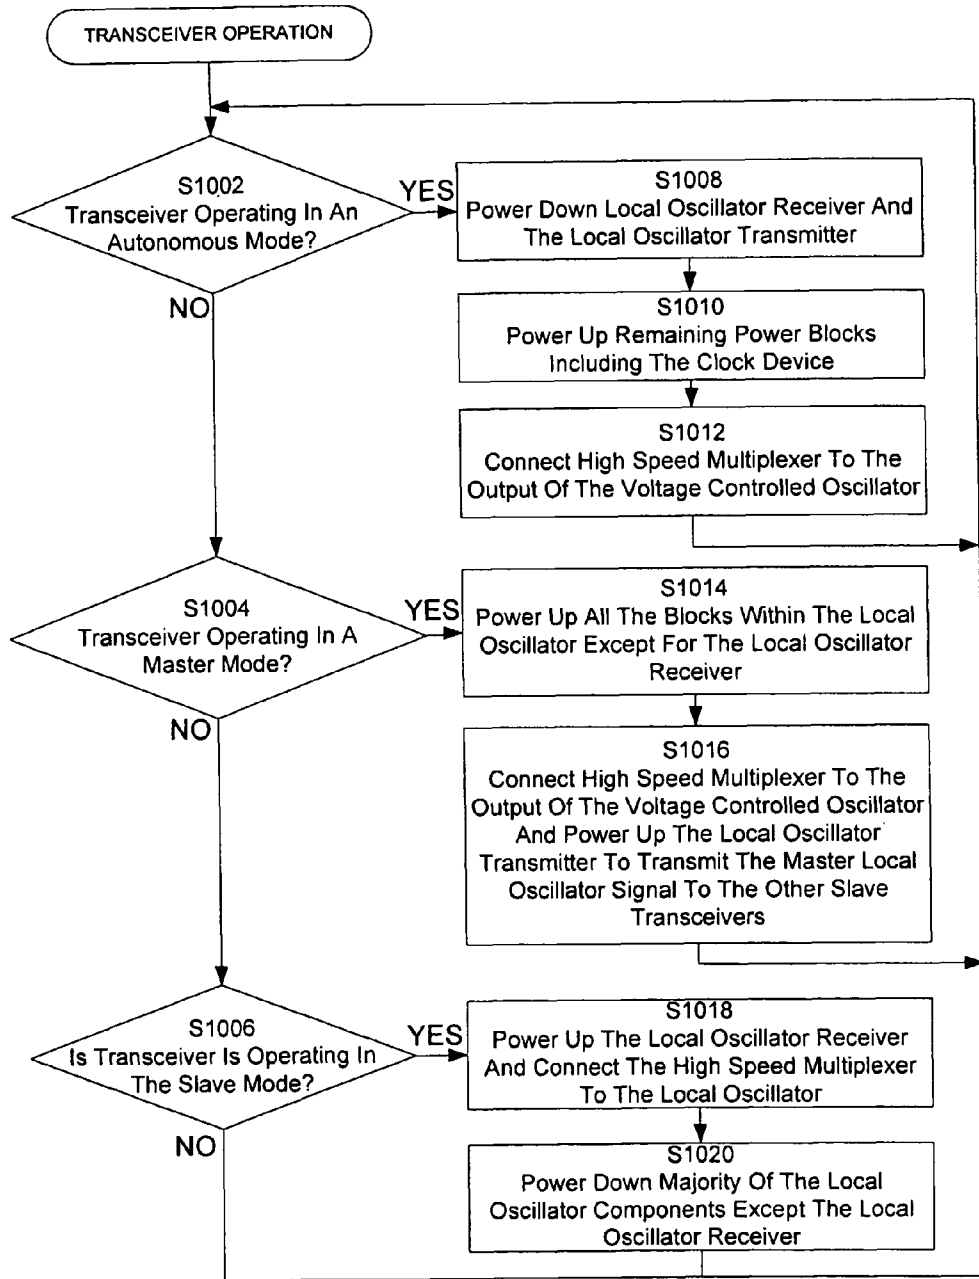 TRANSCEIVER OPERATION
S1002
Transceiver Operating In An
Autonomous Mode?
YES
NO
S1008
Power Down Local Oscillator Receiver And
The Local Oscillator Transmitter
S1010
Power Up Remaining Power Blocks
Including The Clock Device
S1012
Connect High Speed Multiplexer To The
Output Of The Voltage Controlled Oscillator
S1004
Transceiver Operating In A
Master Mode?
YES
NO
S1014
Power Up All The Blocks Within The Local
Oscillator Except For The Local Oscillator
Receiver
S1016
Connect High Speed Multiplexer To The
Output Of The Voltage Controlled Oscillator
And Power Up The Local Oscillator
Transmitter To Transmit The Master Local
Oscillator Signal To The Other Slave
Transceivers
S1006
Is Transceiver Is Operating In
The Slave Mode?
YES
NO
S1018
Power Up The Local Oscillator Receiver
And Connect The High Speed Multiplexer
To The Local Oscillator
S1020
Power Down Majority Of The Local
Oscillator Components Except The Local
Oscillator Receiver